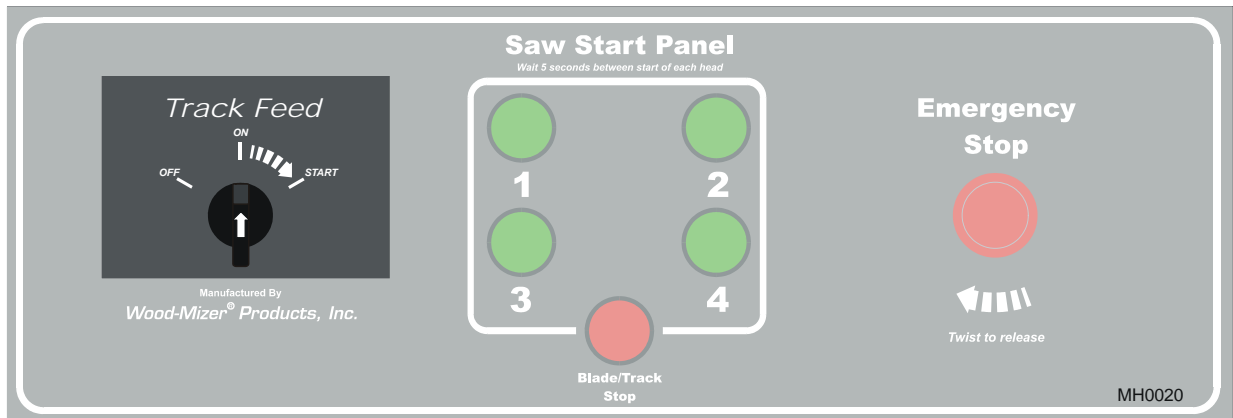 Track Feed
ON
OFF
START
Manufactured By
Wood-Mizer® Products, Inc.
Saw Start Panel
Wait 5 seconds between start of each head
1
2
3
4
Blade/Track
Stop
Emergency
Stop
Twist to release
MH0020